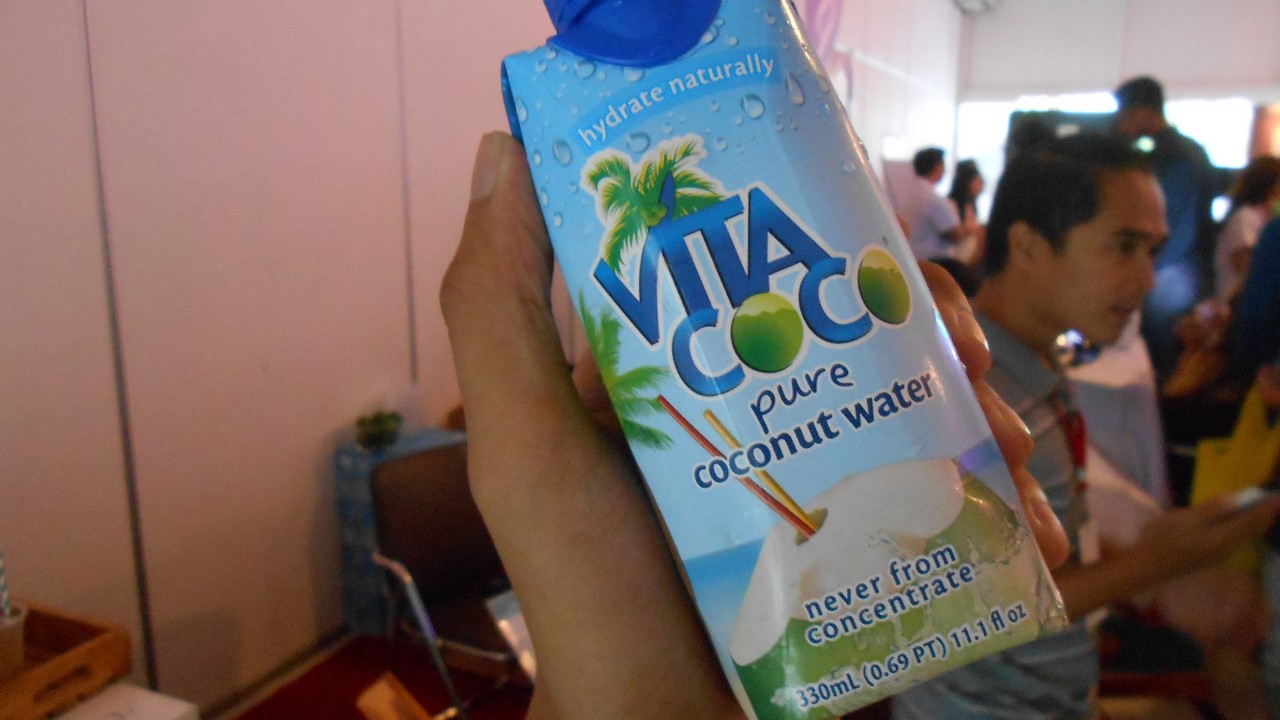 hydrate naturally
VITA
COCO
pure
coconut water
never from
concentrate
330mL (0.69 PT) 11.1 fl oz